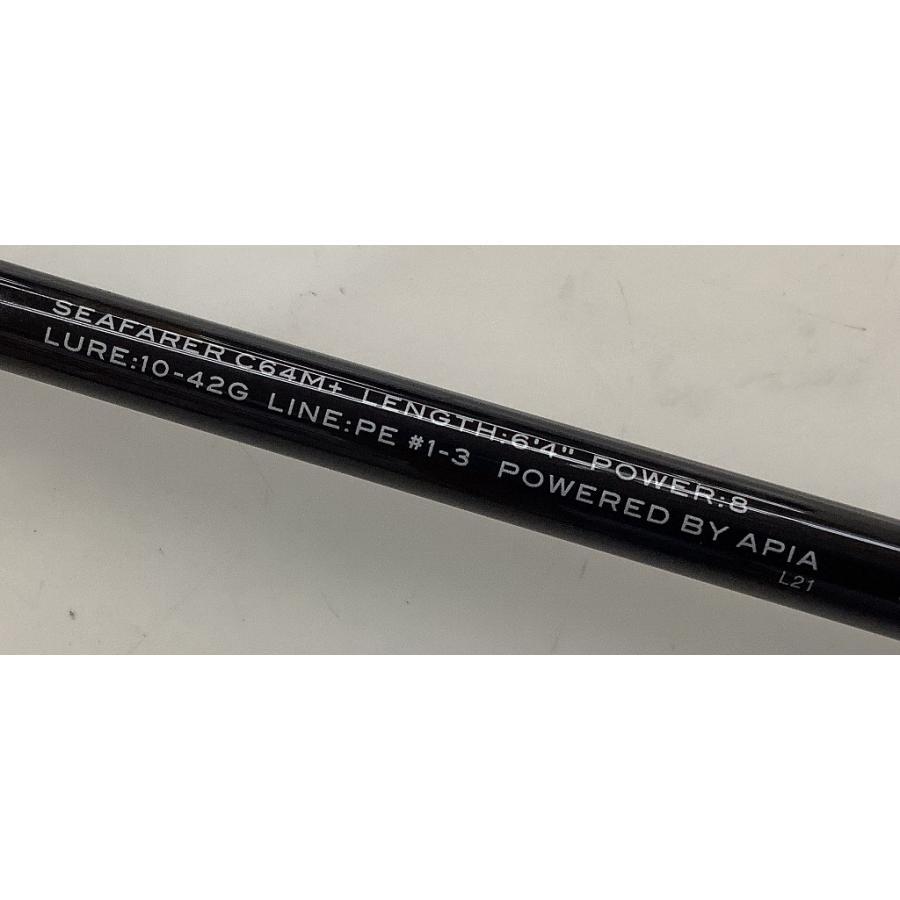 SEAFARER C64M+ LENGTH:6'4" POWER:8
LURE:10-42G LINE:PE #1-3 POWERED BY APIA
L21